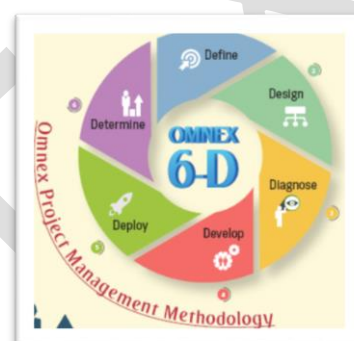 Define
Design
Diagnose
Develop
Deploy
Determine
OMNEX
6-D
Omnex Project Management Methodology